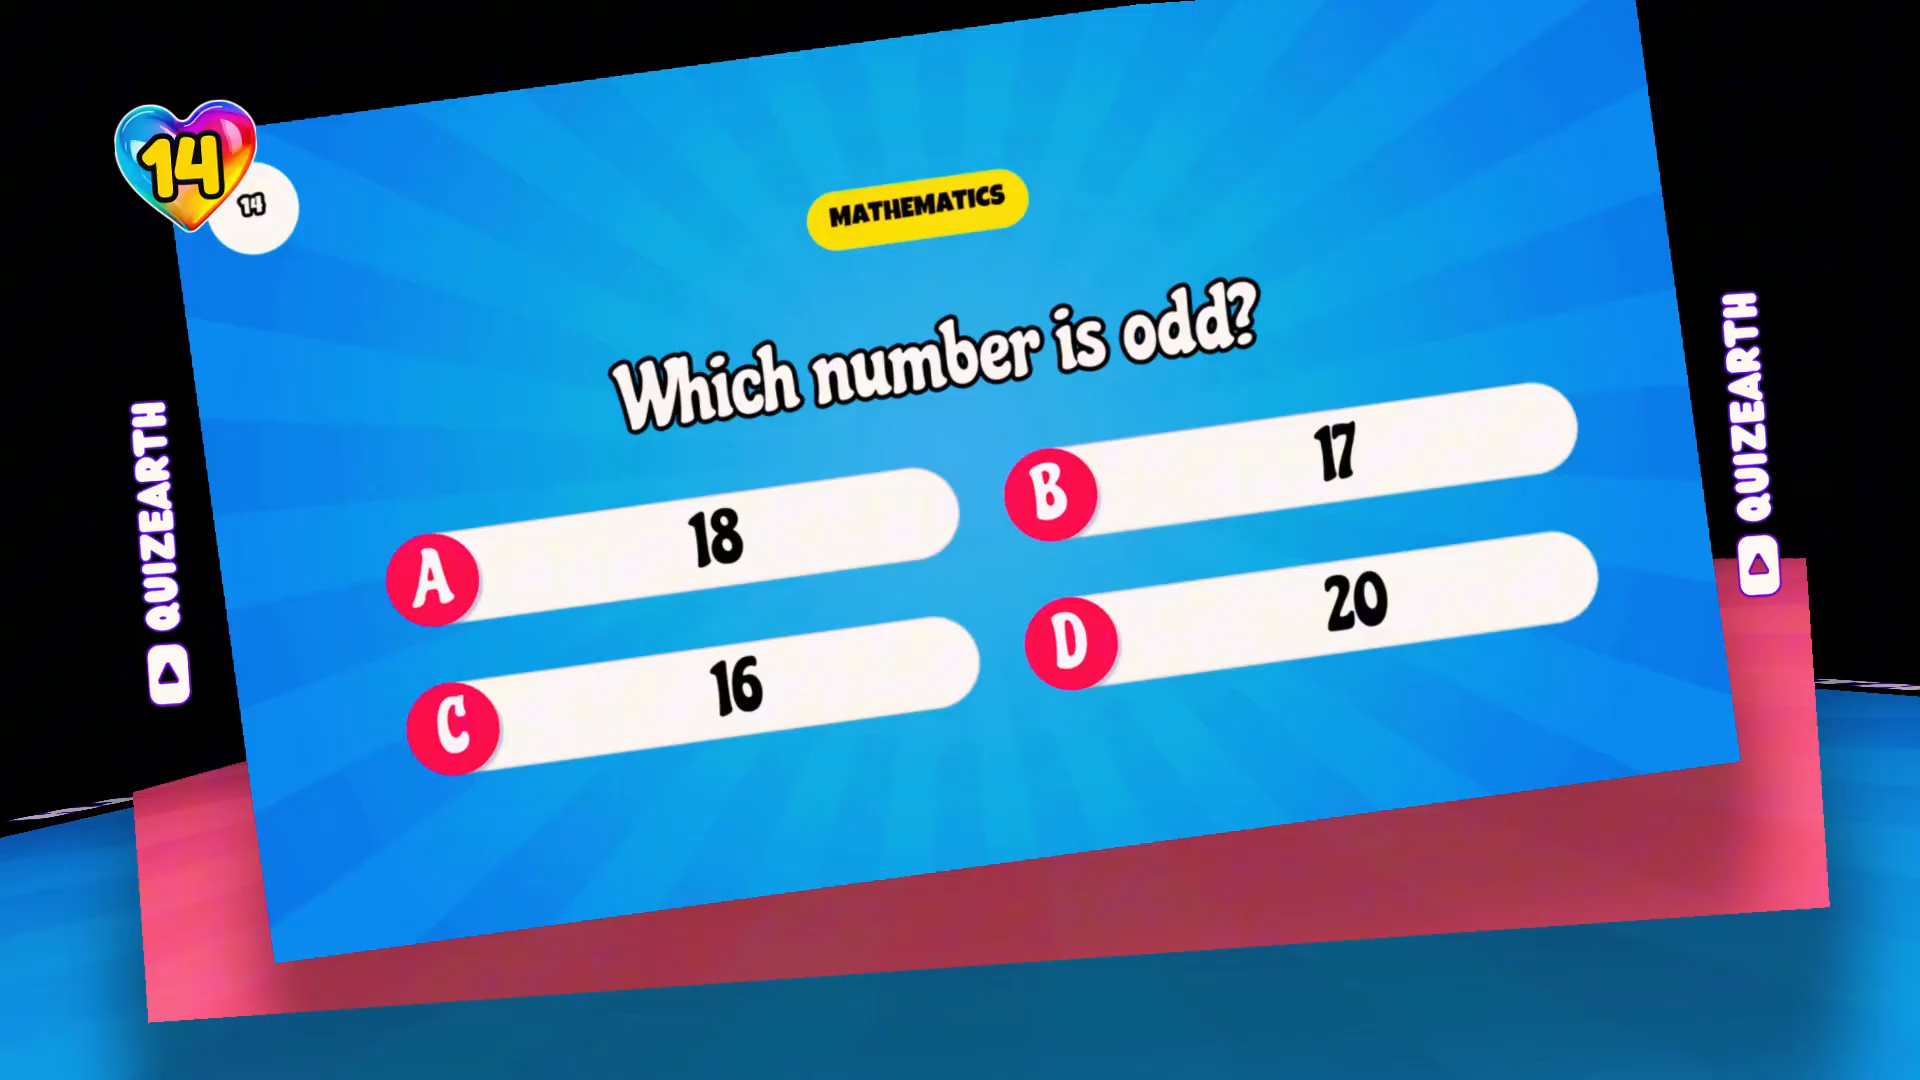 14
14
MATHEMATICS
Which number is odd?
A 18
B 17
C 16
D 20
QUIZEARTH
QUIZEARTH